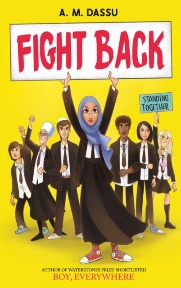 A. M. DASSU
FIGHT BACK
STANDING
TOGETHER
AUTHOR OF WATERSTONES PRIZE SHORTLISTED
BOY, EVERYWHERE